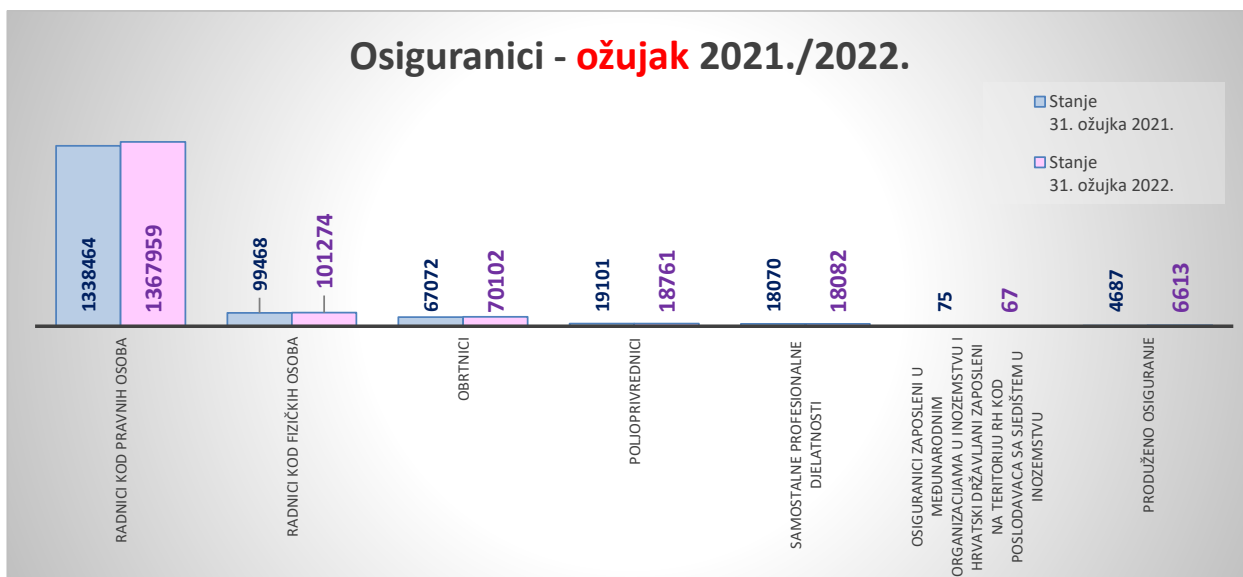 Osiguranici - ožujak 2021./2022.
Stanje
31. ožujka 2021.
Stanje
31. ožujka 2022.
1338464
1367959
99468
101274
67072
70102
19101
18761
18070
18082
75
67
4687
6613
RADNICI KOD PRAVNIH OSOBA
RADNICI KOD FIZIČKIH OSOBA
OBRTNICI
POLJOPRIVREDNICI
SAMOSTALNE PROFESIONALNE
DJELATNOSTI
OSIGURANICI ZAPOSLENI U
MEĐUNARODNIM
ORGANIZACIJAMA U INOZEMSTVU I
HRVATSKI DRŽAVLJANI ZAPOSLENI
NA TERITORIJU RH KOD
POSLODAVACA SA SJEDIŠTEM U
INOZEMSTVU
PRODUŽENO OSIGURANJE